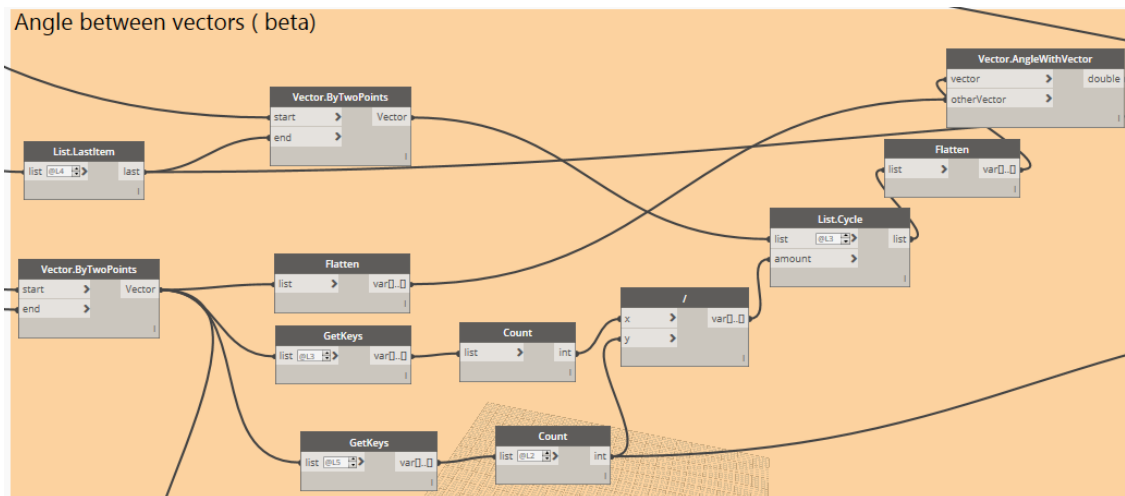 Angle between vectors ( beta)
Vector.AngleWithVector
vector > double
otherVector >
Vector.ByTwoPoints
start > Vector
end >
List.LastItem
list @L4 > last
Flatten
list > var[]..[]
List.Cycle
list @L3 > list
amount >
Vector.ByTwoPoints
start > Vector
end >
Flatten
list > var[]..[]
/
x > var[]..[]
y >
GetKeys
list @L3 > var[]..[]
Count
list > int
GetKeys
list @L5 > var[]..[]
Count
list @L2 > int